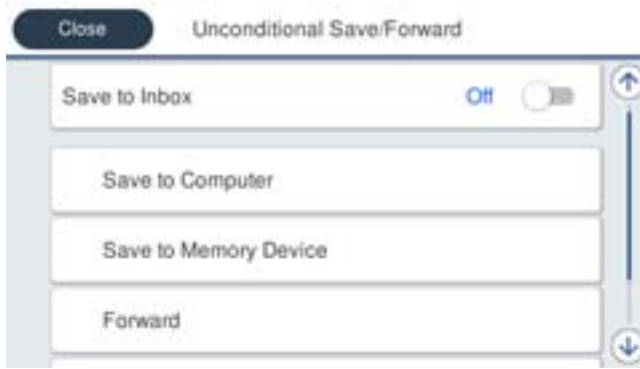 Close
Unconditional Save/Forward
Save to Inbox Off
Save to Computer
Save to Memory Device
Forward